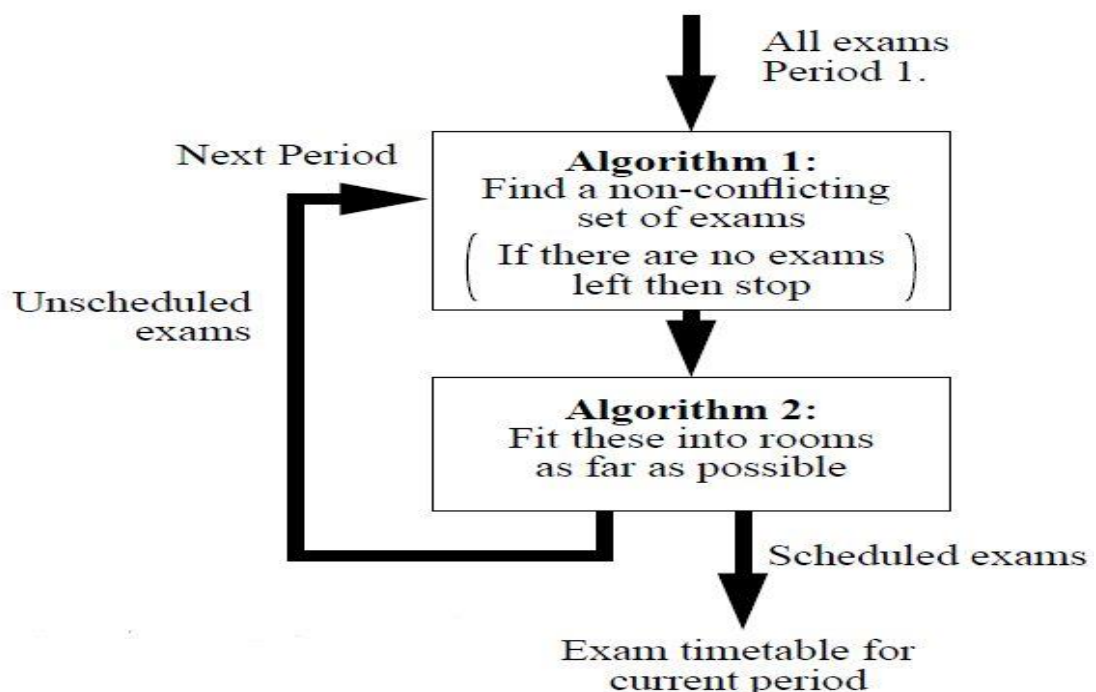 All exams
Period 1.
Next Period
Algorithm 1:
Find a non-conflicting
set of exams
( If there are no exams
left then stop )
Unscheduled
exams
Algorithm 2:
Fit these into rooms
as far as possible
Scheduled exams
Exam timetable for
current period